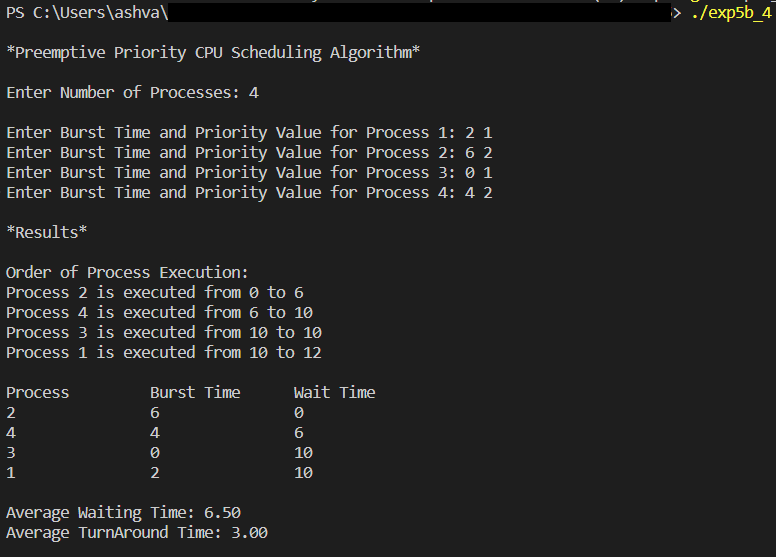 PS C:\Users\ashva\ > ./exp5b_4
*Preemptive Priority CPU Scheduling Algorithm*
Enter Number of Processes: 4
Enter Burst Time and Priority Value for Process 1: 2 1
Enter Burst Time and Priority Value for Process 2: 6 2
Enter Burst Time and Priority Value for Process 3: 0 1
Enter Burst Time and Priority Value for Process 4: 4 2
*Results*
Order of Process Execution:
Process 2 is executed from 0 to 6
Process 4 is executed from 6 to 10
Process 3 is executed from 10 to 10
Process 1 is executed from 10 to 12
Process Burst Time Wait Time
2 6 0
4 4 6
3 0 10
1 2 10
Average Waiting Time: 6.50
Average TurnAround Time: 3.00